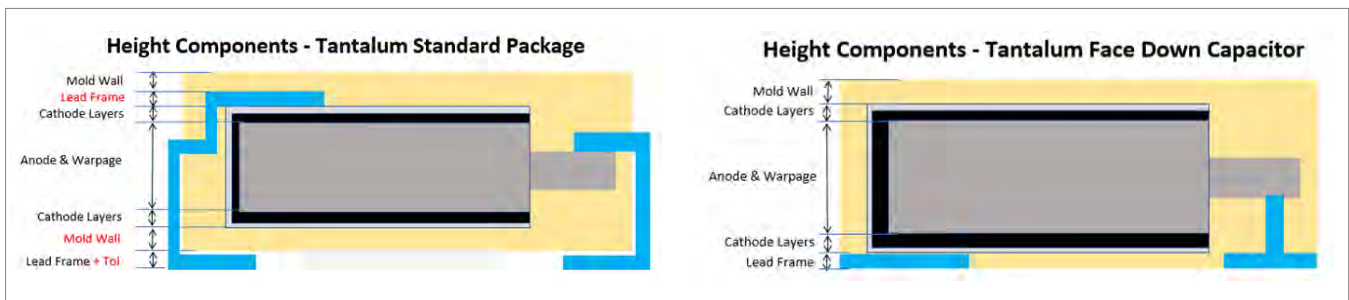 Height Components - Tantalum Standard Package
Mold Wall
Lead Frame
Cathode Layers
Anode & Warpage
Cathode Layers
Mold Wall
Lead Frame + Tol
Height Components - Tantalum Face Down Capacitor
Mold Wall
Cathode Layers
Anode & Warpage
Cathode Layers
Lead Frame